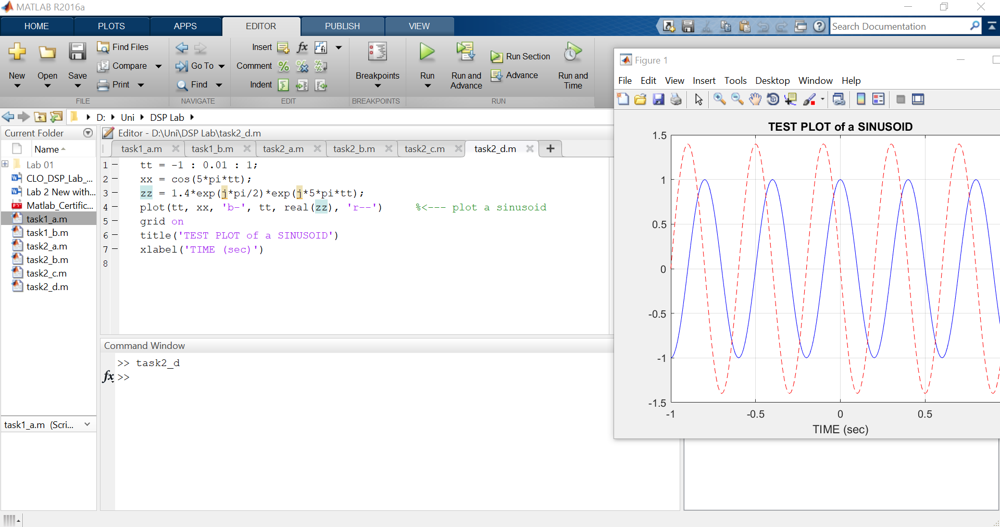 MATLAB R2016a
HOME PLOTS APPS EDITOR PUBLISH VIEW
Search Documentation
New Open Save
Find Files
Compare
Print
FILE
Go To
Find
NAVIGATE
Insert
Comment
Indent
EDIT
Breakpoints
BREAKPOINTS
Run
Run and Advance
Run Section
Advance
Run and Time
RUN
D: Uni DSP Lab
Current Folder
Name
Lab 01
CLO_DSP_Lab_...
Lab 2 New with...
Matlab_Certific...
task1_a.m
task1_b.m
task2_a.m
task2_b.m
task2_c.m
task2_d.m
task1_a.m (Scri...
Editor - D:\Uni\DSP Lab\task2_d.m
task1_a.m task1_b.m task2_a.m task2_b.m task2_c.m task2_d.m +
1 tt = -1 : 0.01 : 1;
2 xx = cos(5*pi*tt);
3 zz = 1.4*exp(j*pi/2)*exp(j*5*pi*tt);
4 plot(tt, xx, 'b-', tt, real(zz), 'r--') %<--- plot a sinusoid
5 grid on
6 title('TEST PLOT of a SINUSOID')
7 xlabel('TIME (sec)')
8
Command Window
>> task2_d
fx >>
Figure 1
File Edit View Insert Tools Desktop Window Help
TEST PLOT of a SINUSOID
1.5
1
0.5
0
-0.5
-1
-1.5
-1 -0.5 0 0.5
TIME (sec)